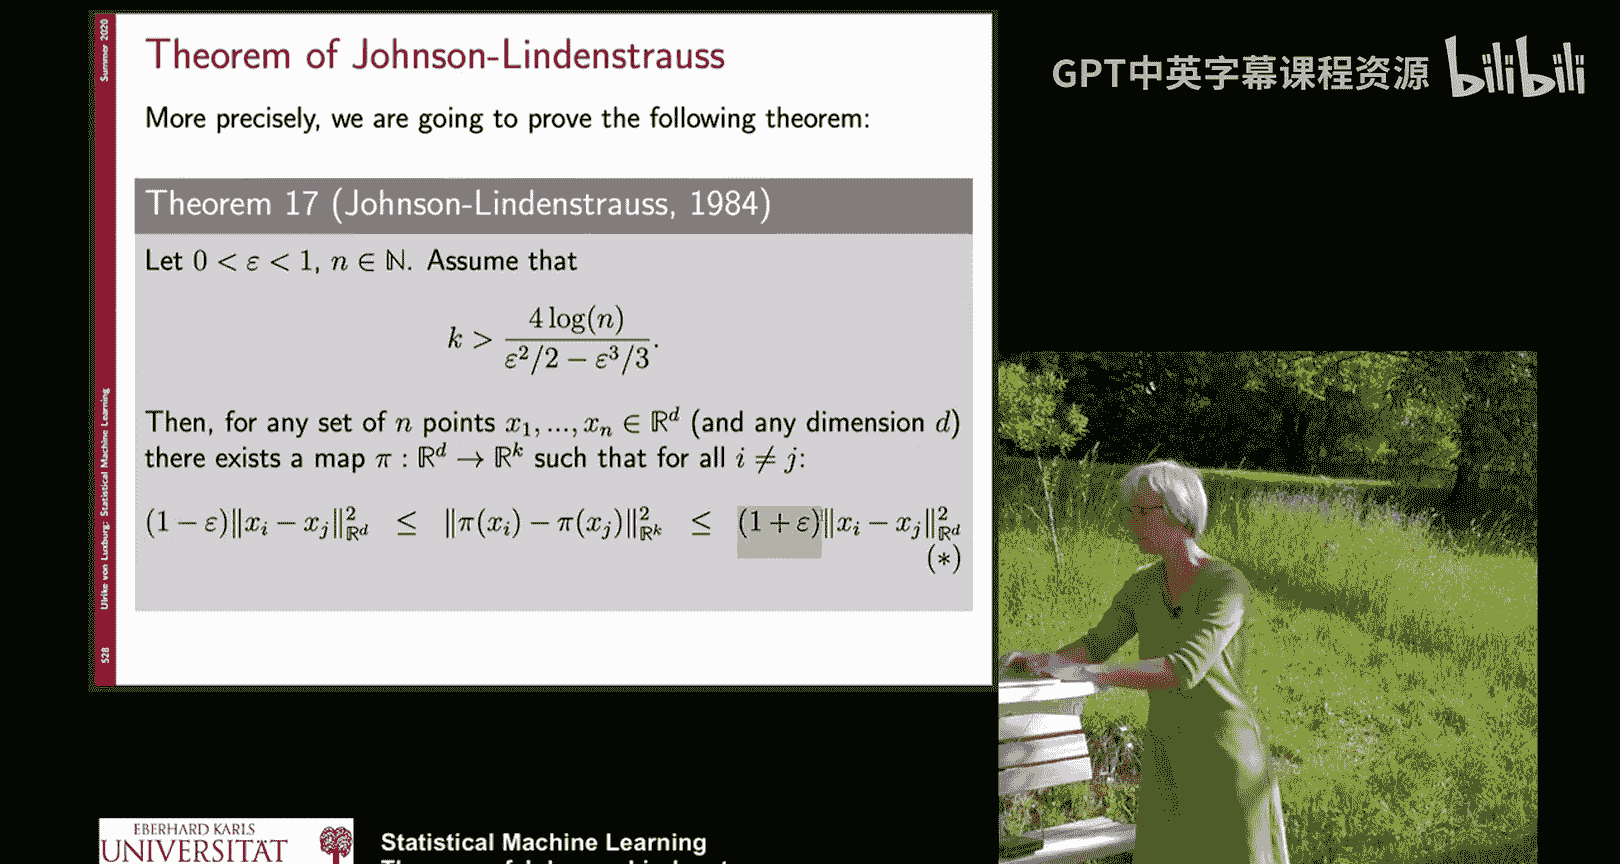 Summer 2020
Theorem of Johnson-Lindenstrauss
More precisely, we are going to prove the following theorem:
Theorem 17 (Johnson-Lindenstrauss, 1984)
Let 0 < ε < 1, n ∈ ℕ. Assume that
k > 4 log(n) / (ε²/2 − ε³/3).
Then, for any set of n points x₁, ..., xₙ ∈ ℝᵈ (and any dimension d)
there exists a map π : ℝᵈ → ℝᵏ such that for all i ≠ j:
(1 − ε)‖xᵢ − xⱼ‖²_ℝᵈ ≤ ‖π(xᵢ) − π(xⱼ)‖²_ℝᵏ ≤ (1 + ε)‖xᵢ − xⱼ‖²_ℝᵈ
(∗)
Ulrike von Luxburg: Statistical Machine Learning
528
GPT中英字幕课程资源
bilibili
EBERHARD KARLS
UNIVERSITÄT
Statistical Machine Learning